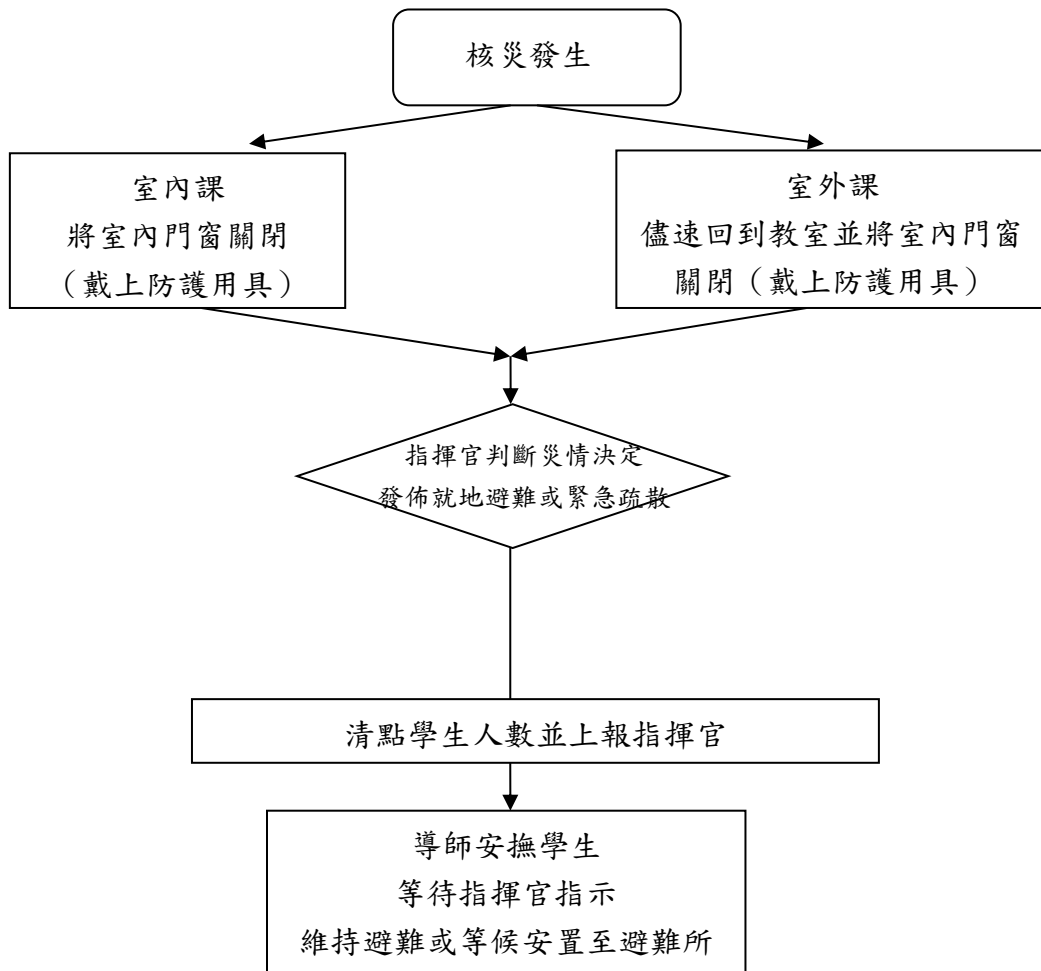 核災發生
室內課
將室內門窗關閉
（戴上防護用具）
室外課
儘速回到教室並將室內門窗
關閉（戴上防護用具）
指揮官判斷災情決定
發佈就地避難或緊急疏散
清點學生人數並上報指揮官
導師安撫學生
等待指揮官指示
維持避難或等候安置至避難所